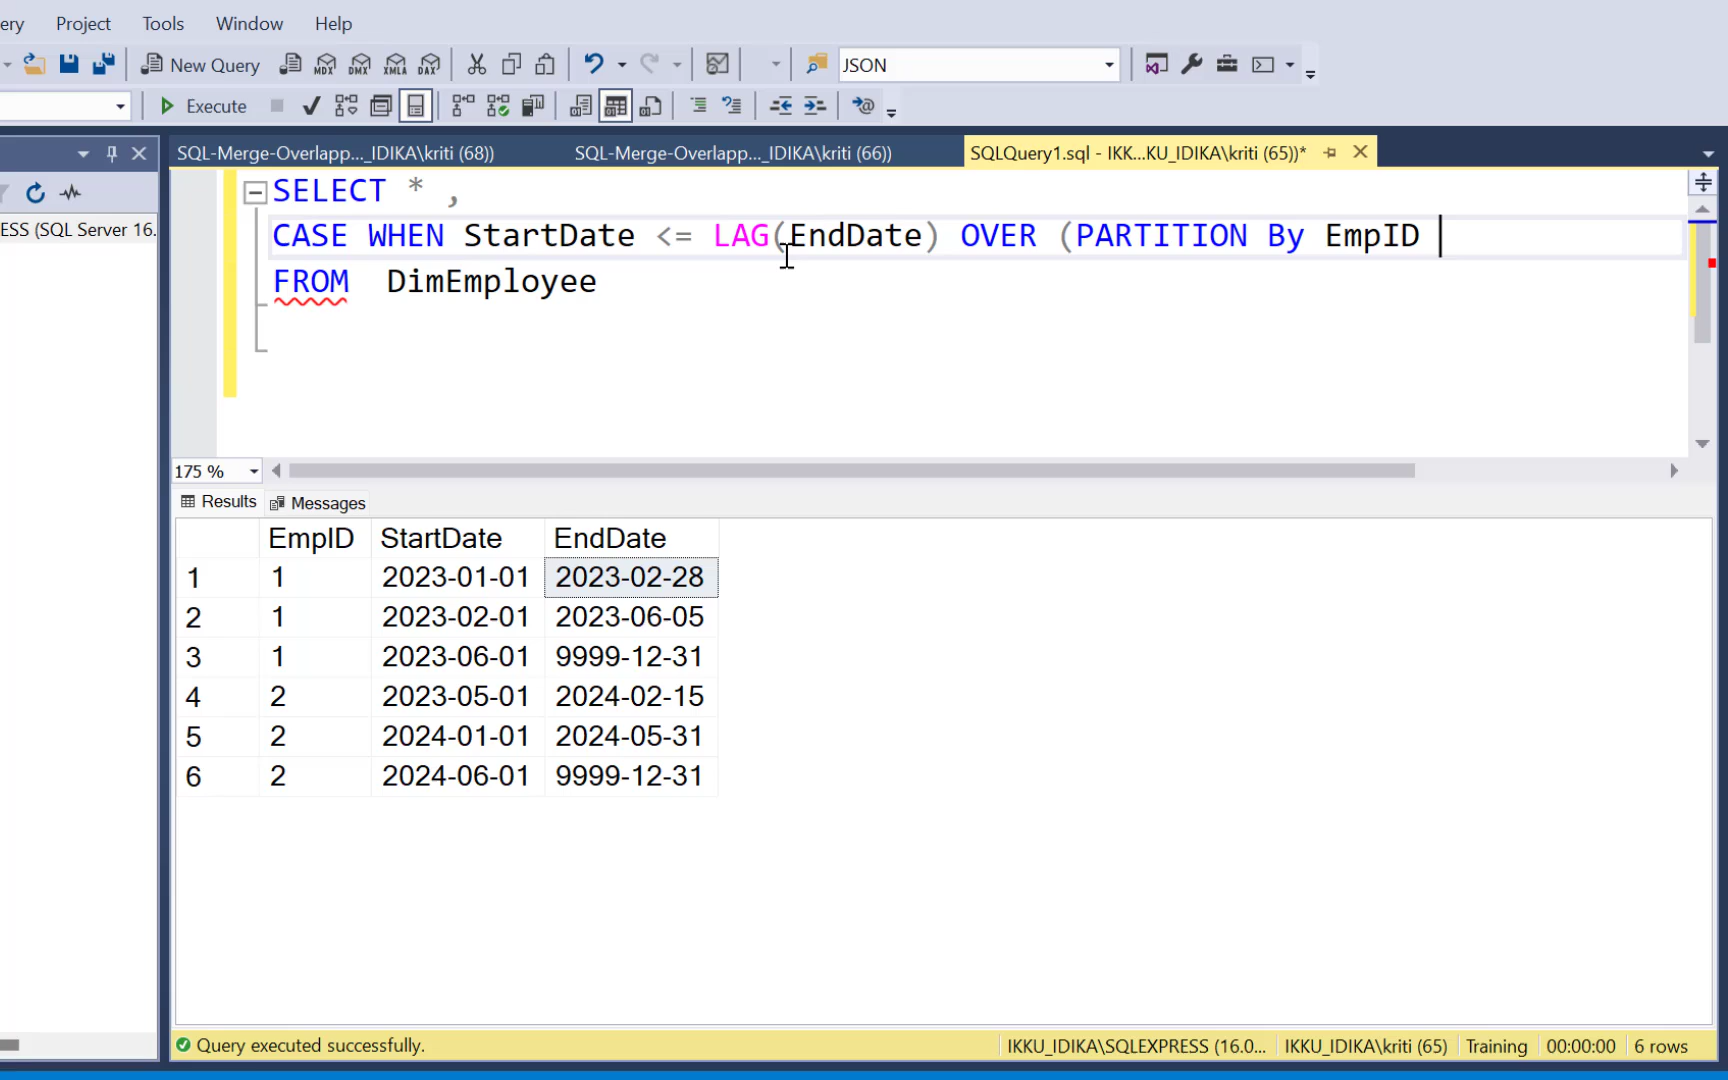 ery Project Tools Window Help
New Query MDX DMX XMLA DAX JSON
Execute
SQL-Merge-Overlapp..._IDIKA\kriti (68)) SQL-Merge-Overlapp..._IDIKA\kriti (66)) SQLQuery1.sql - IKK...KU_IDIKA\kriti (65))*
ESS (SQL Server 16.
SELECT * ,
CASE WHEN StartDate <= LAG(EndDate) OVER (PARTITION By EmpID
FROM DimEmployee
175 %
Results Messages
EmpID StartDate EndDate
1 1 2023-01-01 2023-02-28
2 1 2023-02-01 2023-06-05
3 1 2023-06-01 9999-12-31
4 2 2023-05-01 2024-02-15
5 2 2024-01-01 2024-05-31
6 2 2024-06-01 9999-12-31
Query executed successfully. IKKU_IDIKA\SQLEXPRESS (16.0... IKKU_IDIKA\kriti (65) Training 00:00:00 6 rows